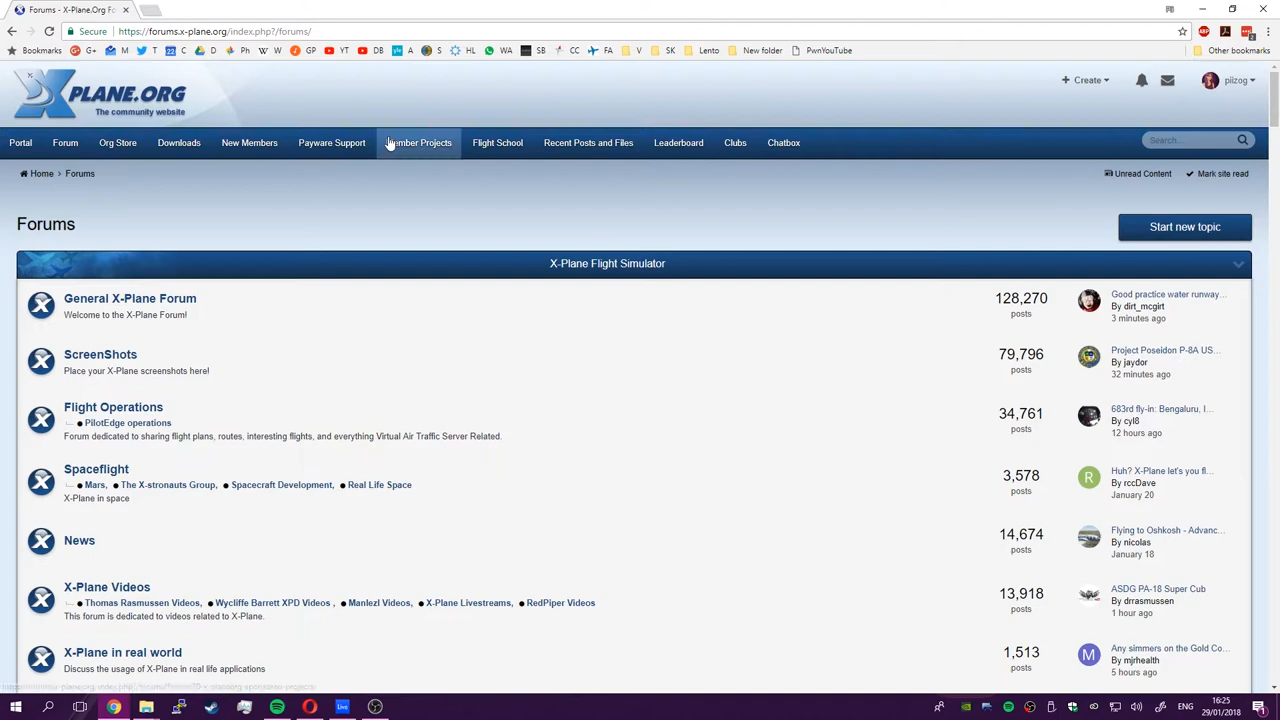 Forums - X-Plane.Org Fo
Secure https://forums.x-plane.org/index.php?/forums/
Bookmarks G+ M T C D Ph W GP YT DB A S HL WA SB CC FA V SK Lento New folder PwnYouTube Other bookmarks
X PLANE.ORG
The community website
+ Create
piizog
Portal Forum Org Store Downloads New Members Payware Support Member Projects Flight School Recent Posts and Files Leaderboard Clubs Chatbox Search...
Home > Forums
Unread Content Mark site read
Forums
Start new topic
X-Plane Flight Simulator
General X-Plane Forum
Welcome to the X-Plane Forum!
128,270
posts
Good practice water runway...
By dirt_mcgirt
3 minutes ago
ScreenShots
Place your X-Plane screenshots here!
79,796
posts
Project Poseidon P-8A US...
By jaydor
32 minutes ago
Flight Operations
PilotEdge operations
Forum dedicated to sharing flight plans, routes, interesting flights, and everything Virtual Air Traffic Server Related.
34,761
posts
683rd fly-in: Bengaluru, I...
By cyl8
12 hours ago
Spaceflight
Mars, The X-stronauts Group, Spacecraft Development, Real Life Space
X-Plane in space
3,578
posts
R
Huh? X-Plane let's you fl...
By rccDave
January 20
News
14,674
posts
Flying to Oshkosh - Advanc...
By nicolas
January 18
X-Plane Videos
Thomas Rasmussen Videos, Wycliffe Barrett XPD Videos , Manlezl Videos, X-Plane Livestreams, RedPiper Videos
This forum is dedicated to videos related to X-Plane.
13,918
posts
ASDG PA-18 Super Cub
By drrasmussen
1 hour ago
X-Plane in real world
Discuss the usage of X-Plane in real life applications
1,513
posts
M
Any simmers on the Gold Co...
By mjrhealth
5 hours ago
Live
16:25
29/01/2018